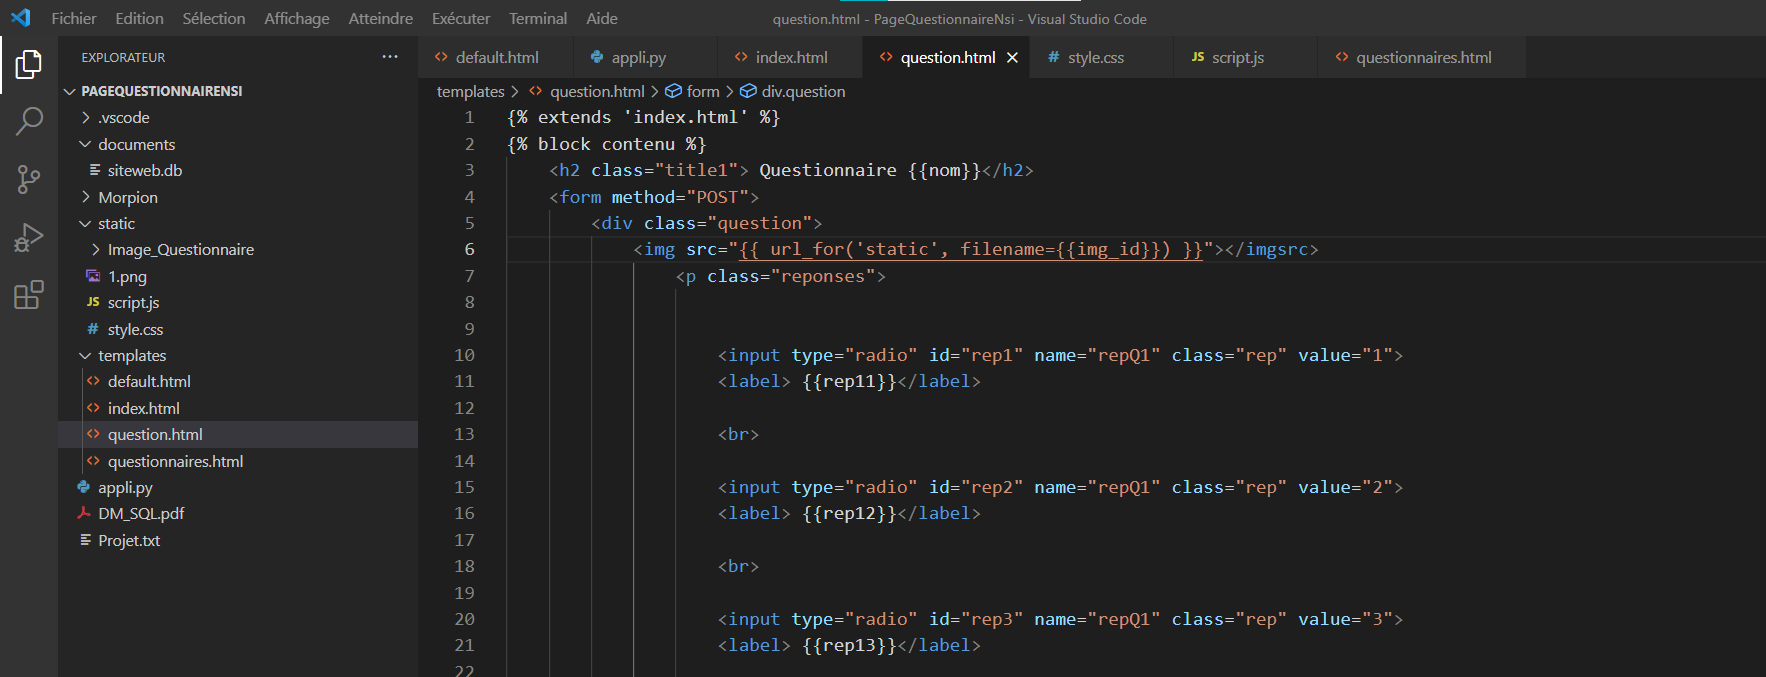 Fichier Edition Sélection Affichage Atteindre Exécuter Terminal Aide question.html - PageQuestionnaireNsi - Visual Studio Code
EXPLORATEUR ···
PAGEQUESTIONNAIRENSI
.vscode
documents
siteweb.db
Morpion
static
Image_Questionnaire
1.png
JS script.js
# style.css
templates
<> default.html
<> index.html
<> question.html
<> questionnaires.html
appli.py
DM_SQL.pdf
Projet.txt
<> default.html appli.py <> index.html <> question.html × # style.css JS script.js <> questionnaires.html
templates > <> question.html > form > div.question
1 {% extends 'index.html' %}
2 {% block contenu %}
3 <h2 class="title1"> Questionnaire {{nom}}</h2>
4 <form method="POST">
5 <div class="question">
6 <img src="{{ url_for('static', filename={{img_id}}) }}"></imgsrc>
7 <p class="reponses">
8
9
10 <input type="radio" id="rep1" name="repQ1" class="rep" value="1">
11 <label> {{rep11}}</label>
12
13 <br>
14
15 <input type="radio" id="rep2" name="repQ1" class="rep" value="2">
16 <label> {{rep12}}</label>
17
18 <br>
19
20 <input type="radio" id="rep3" name="repQ1" class="rep" value="3">
21 <label> {{rep13}}</label>
22